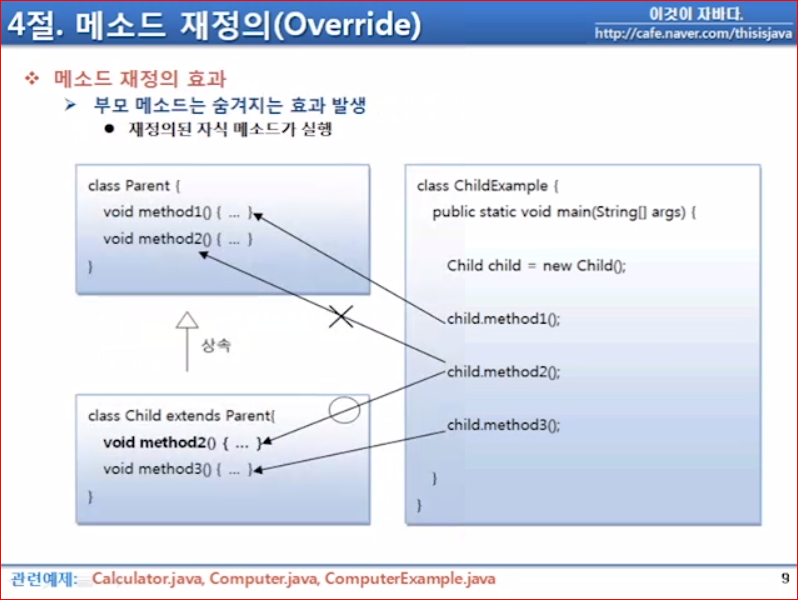 4절. 메소드 재정의(Override)
이것이 자바다.
http://cafe.naver.com/thisisjava
❖ 메소드 재정의 효과
➢ 부모 메소드는 숨겨지는 효과 발생
● 재정의된 자식 메소드가 실행
class Parent {
void method1() { ... }
void method2() { ... }
}
상속
class Child extends Parent{
void method2() { ... }
void method3() { ... }
}
class ChildExample {
public static void main(String[] args) {
Child child = new Child();
child.method1();
child.method2();
child.method3();
}
}
관련예제: Calculator.java, Computer.java, ComputerExample.java
9